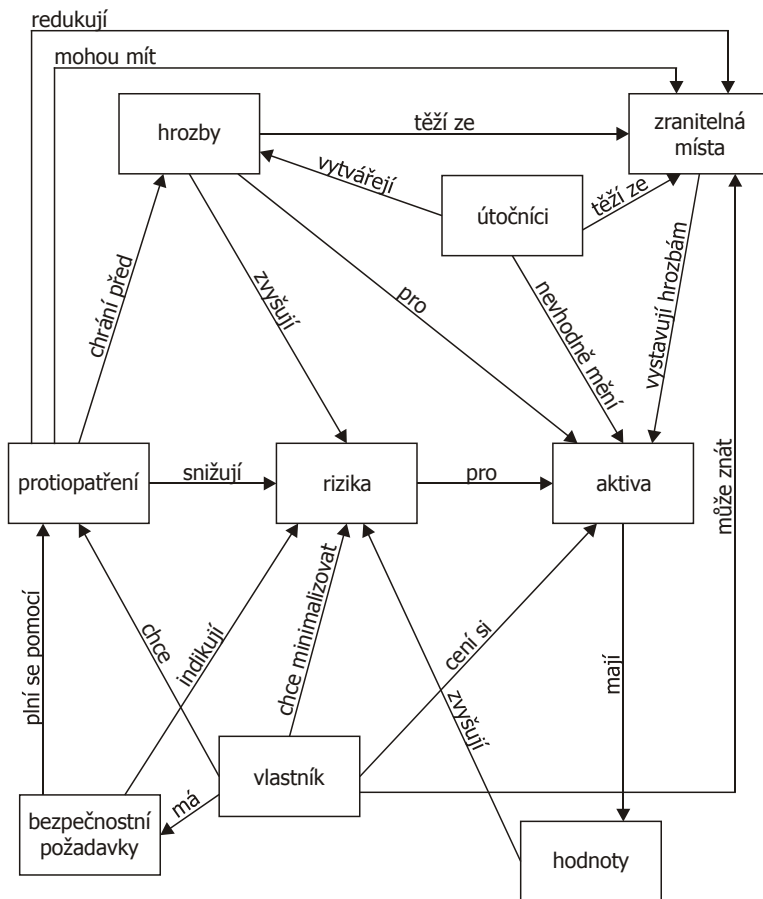 redukují
mohou mít
hrozby
těží ze
zranitelná
místa
vytvářejí
útočníci
těží ze
chrání před
zvyšují
pro
nevhodně mění
vystavují hrozbám
protiopatření
snižují
rizika
pro
aktiva
může znát
plní se pomocí
chce
indikují
chce minimalizovat
cení si
zvyšují
mají
vlastník
má
bezpečnostní
požadavky
hodnoty